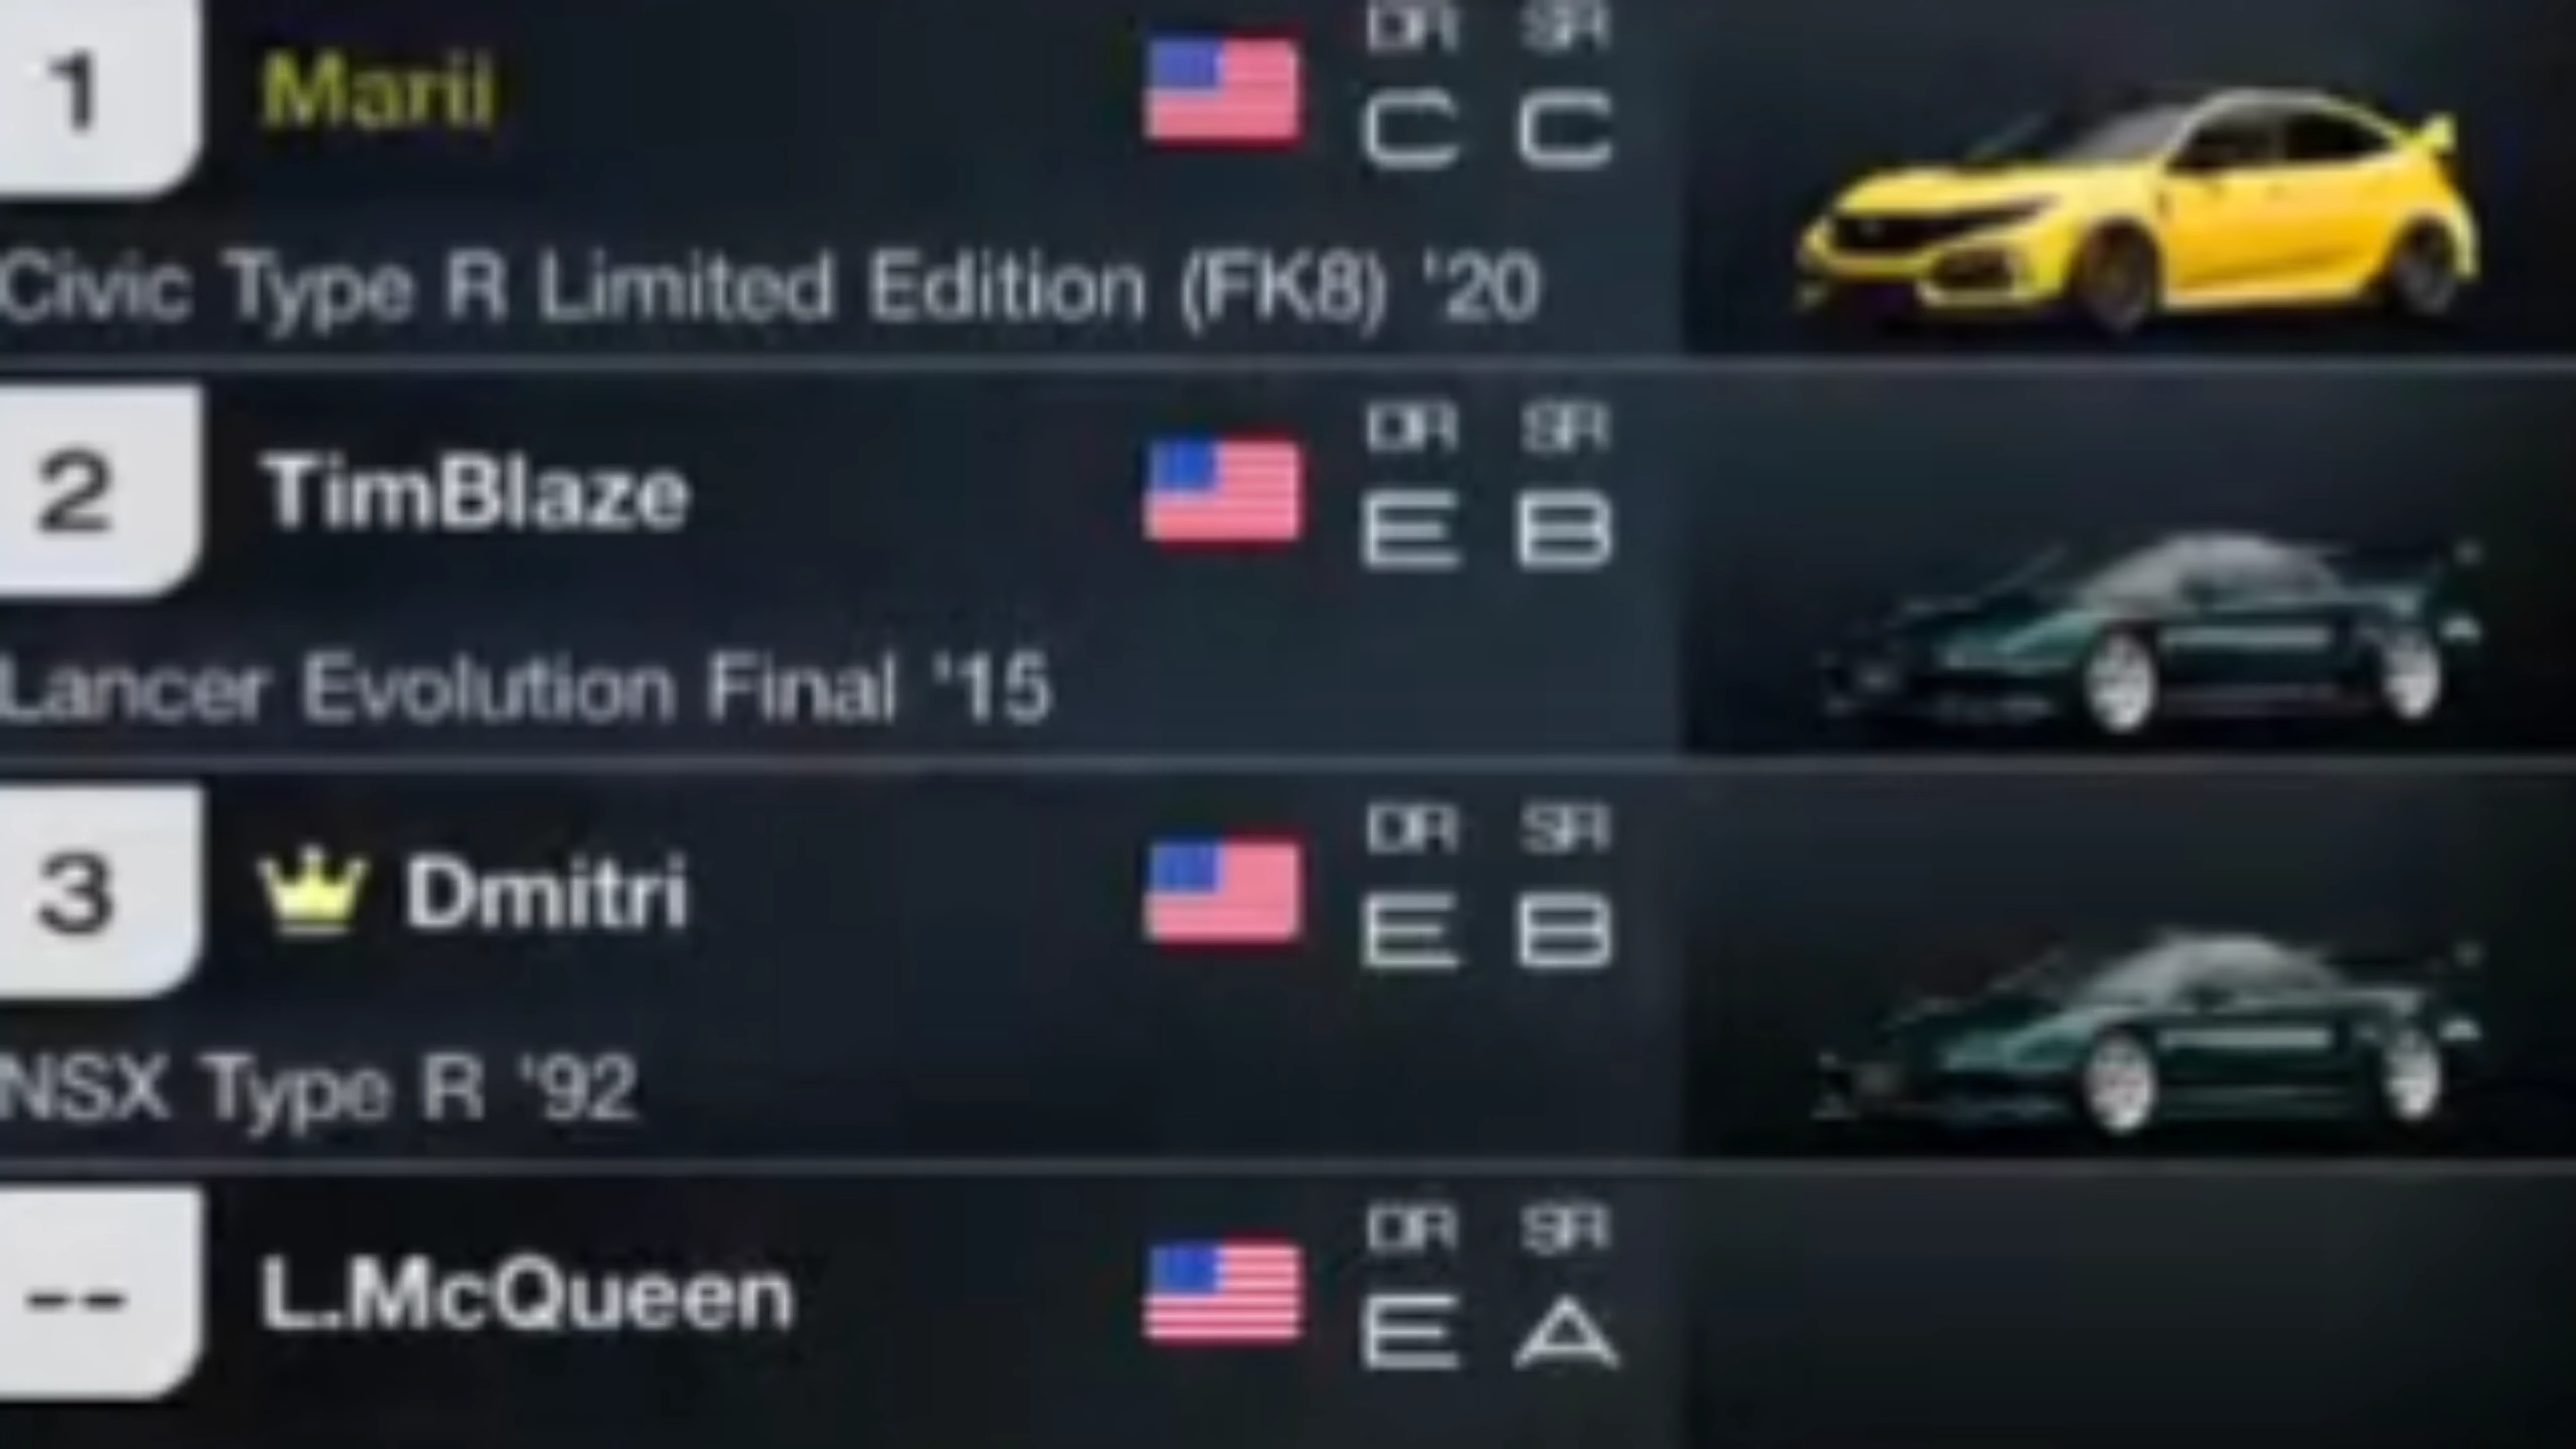 1 Marii DR SR
C C
Civic Type R Limited Edition (FK8) '20
2 TimBlaze DR SR
E B
Lancer Evolution Final '15
3 Dmitri DR SR
E B
NSX Type R '92
-- L.McQueen DR SR
E A